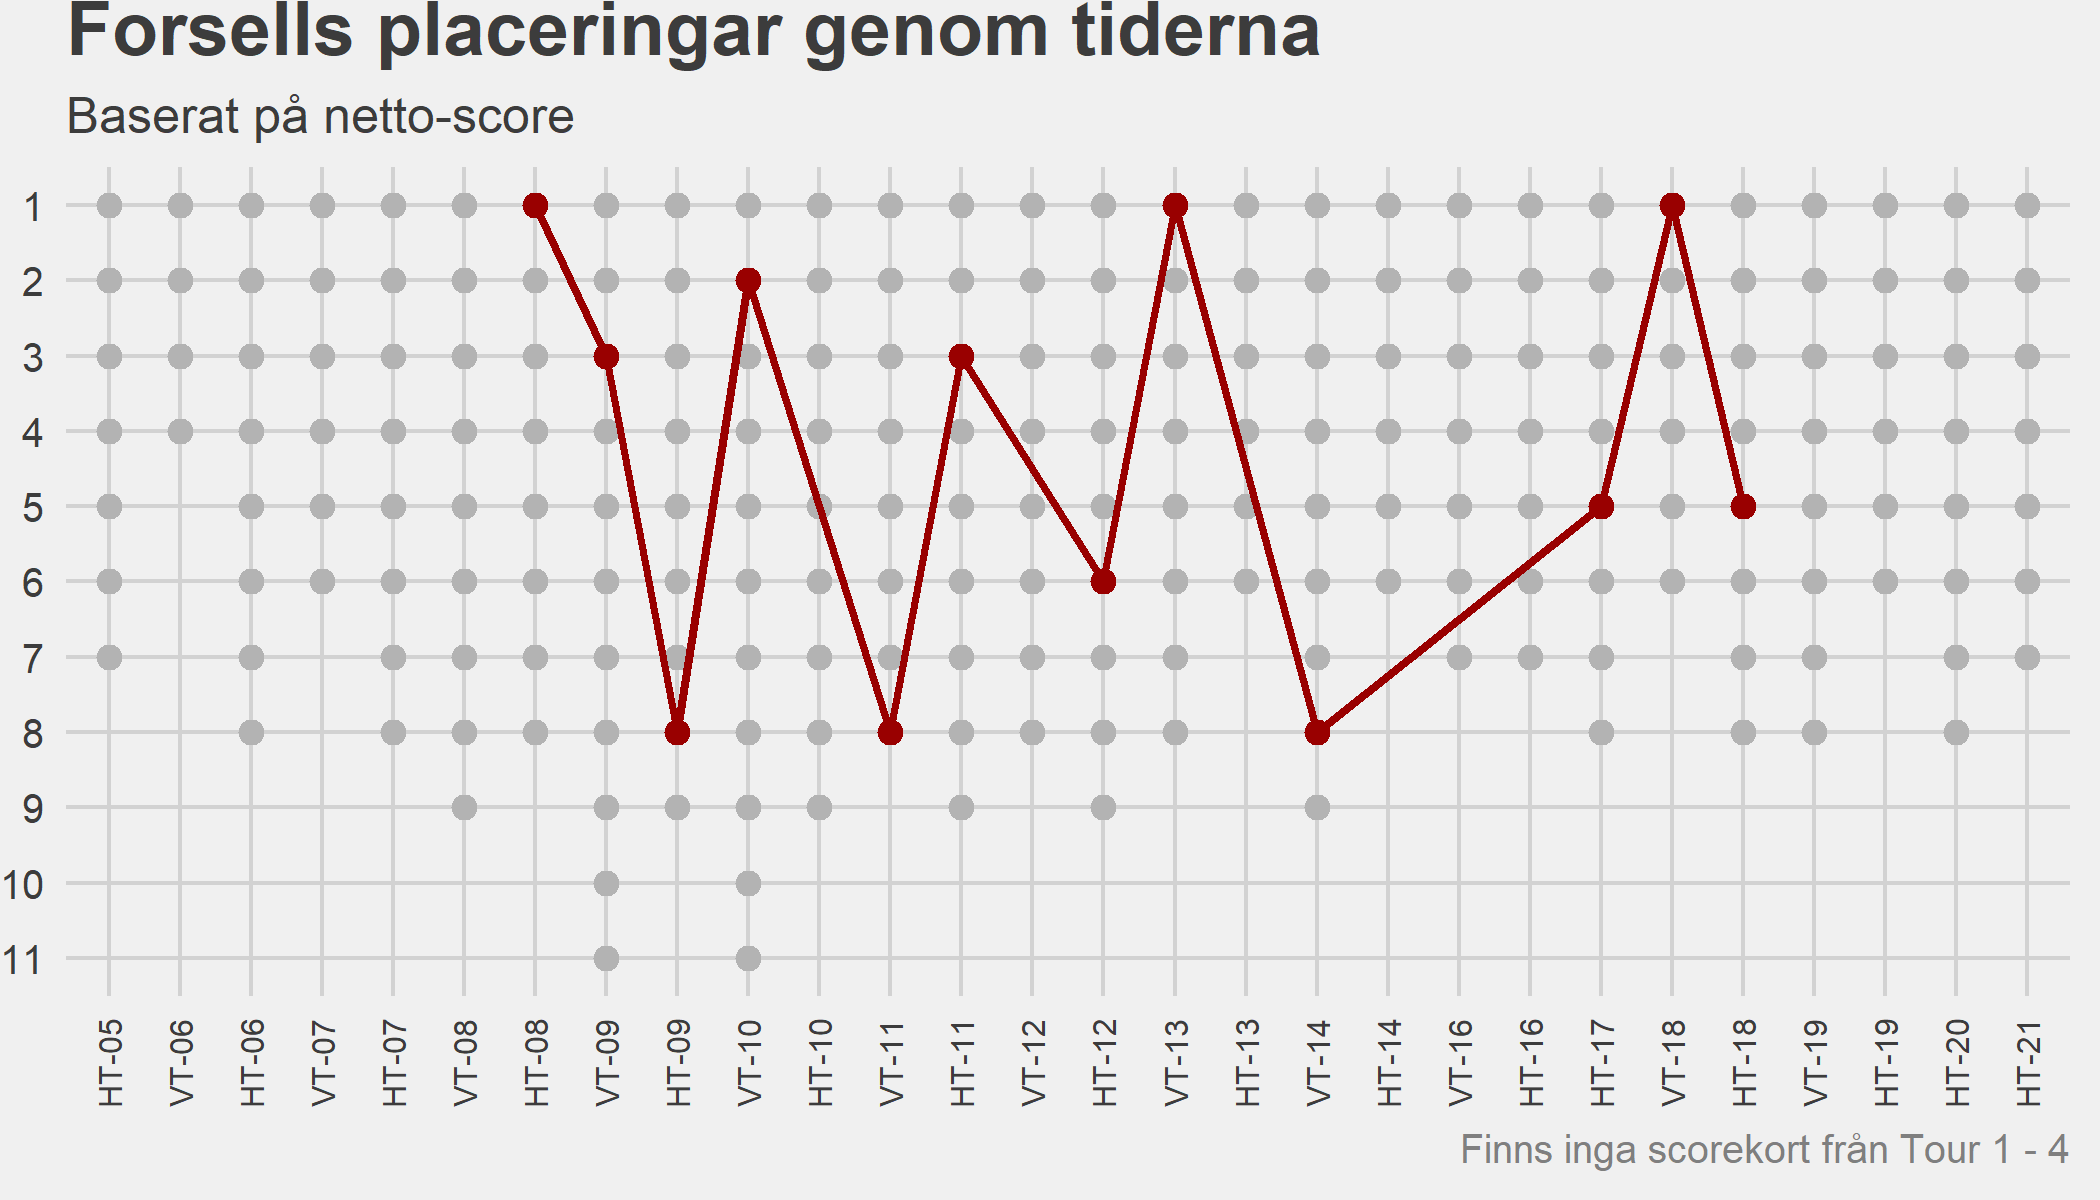 Forsells placeringar genom tiderna
Baserat på netto-score
1
2
3
4
5
6
7
8
9
10
11
HT-05
VT-06
HT-06
VT-07
HT-07
VT-08
HT-08
VT-09
HT-09
VT-10
HT-10
VT-11
HT-11
VT-12
HT-12
VT-13
HT-13
VT-14
HT-14
VT-16
HT-16
HT-17
VT-18
HT-18
VT-19
HT-19
HT-20
HT-21
Finns inga scorekort från Tour 1 - 4